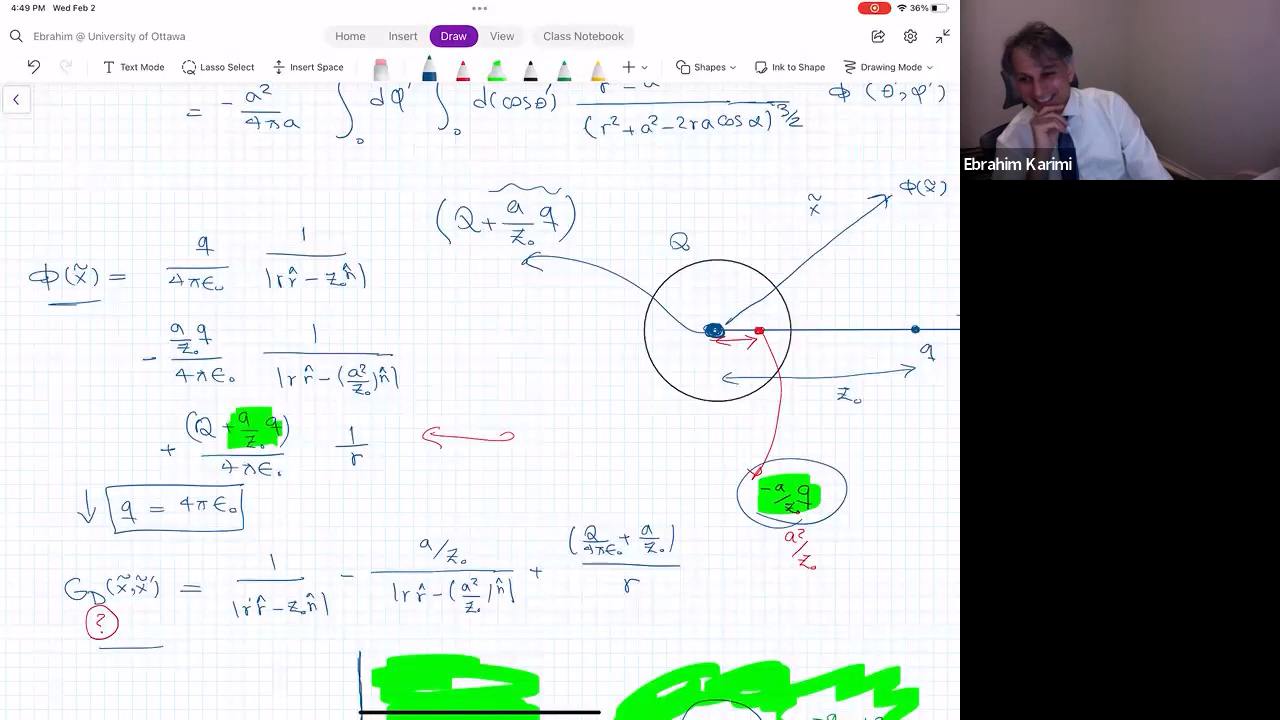 4:49 PM Wed Feb 2
36%
Ebrahim @ University of Ottawa
Home Insert Draw View Class Notebook
Text Mode Lasso Select Insert Space Shapes Ink to Shape Drawing Mode
= - a²/4πa ∫₀ dφ' ∫₀ d(cosθ') / (r²+a²-2ra cosα)^3/2 Φ(θ',φ')
(Q + a/z₀ q)
Q
x̃
Φ(x̃)
Φ(x̃) = q/4πε₀ 1/|r r̂ - z₀n̂|
- a/z₀ q/4πε₀ 1/|r r̂ - (a²/z₀)n̂|
q
z₀
+ (Q + a/z₀ q)/4πε₀ 1/r
-a/z₀ q
a²/z₀
↓ q = 4πε₀
G_D(x̃,x̃') = 1/|r r̂ - z₀n̂| - a/z₀/|r r̂ - (a²/z₀)n̂| + (Q/4πε₀ + a/z₀)/r
?
Ebrahim Karimi